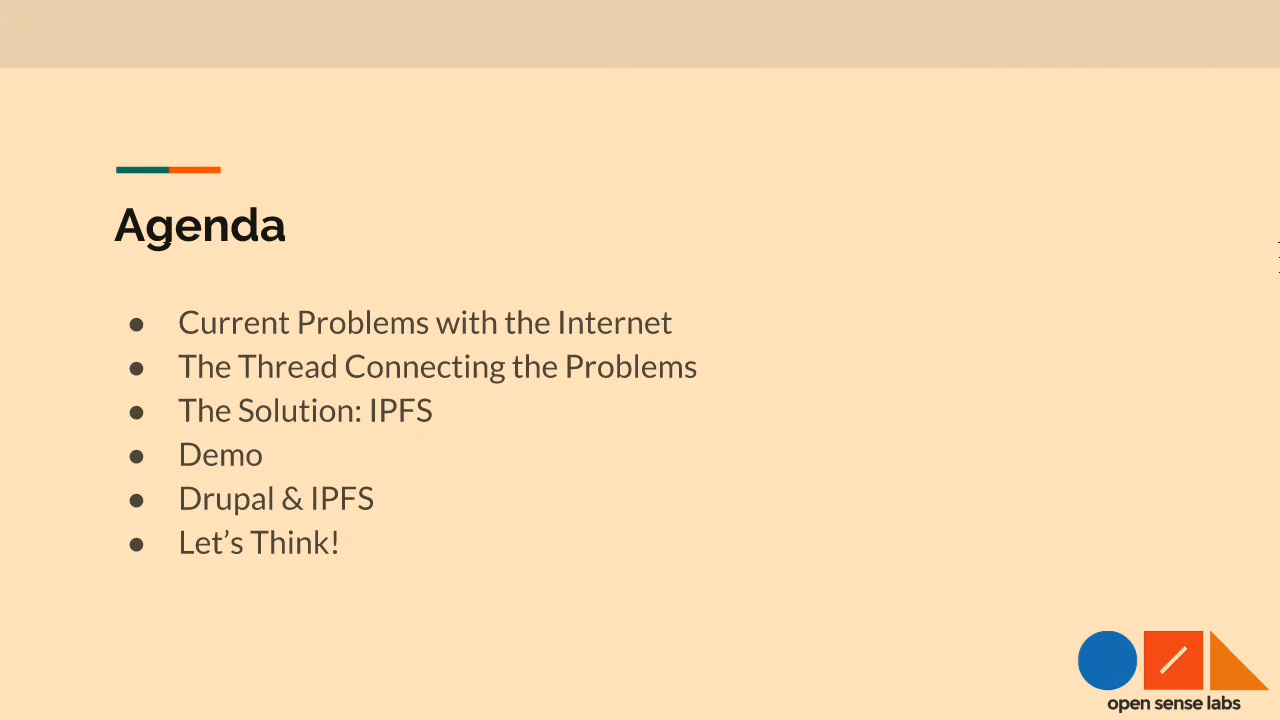 Agenda
● Current Problems with the Internet
● The Thread Connecting the Problems
● The Solution: IPFS
● Demo
● Drupal & IPFS
● Let’s Think!
open sense labs